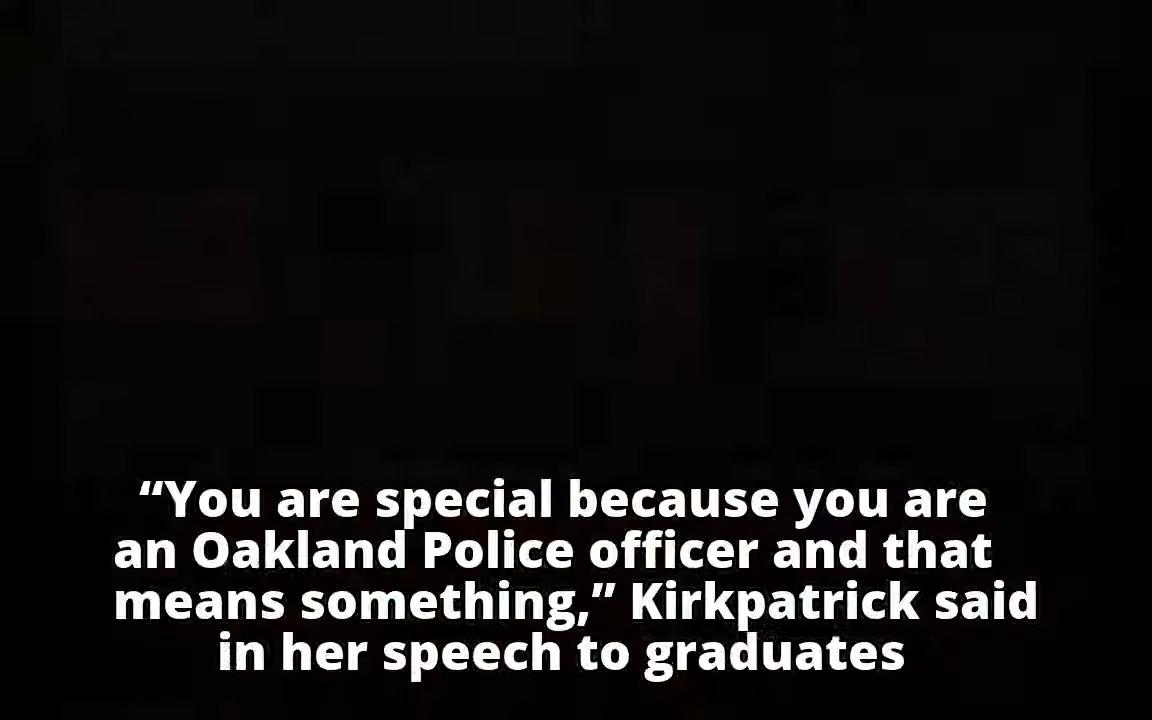 “You are special because you are
an Oakland Police officer and that
means something,” Kirkpatrick said
in her speech to graduates